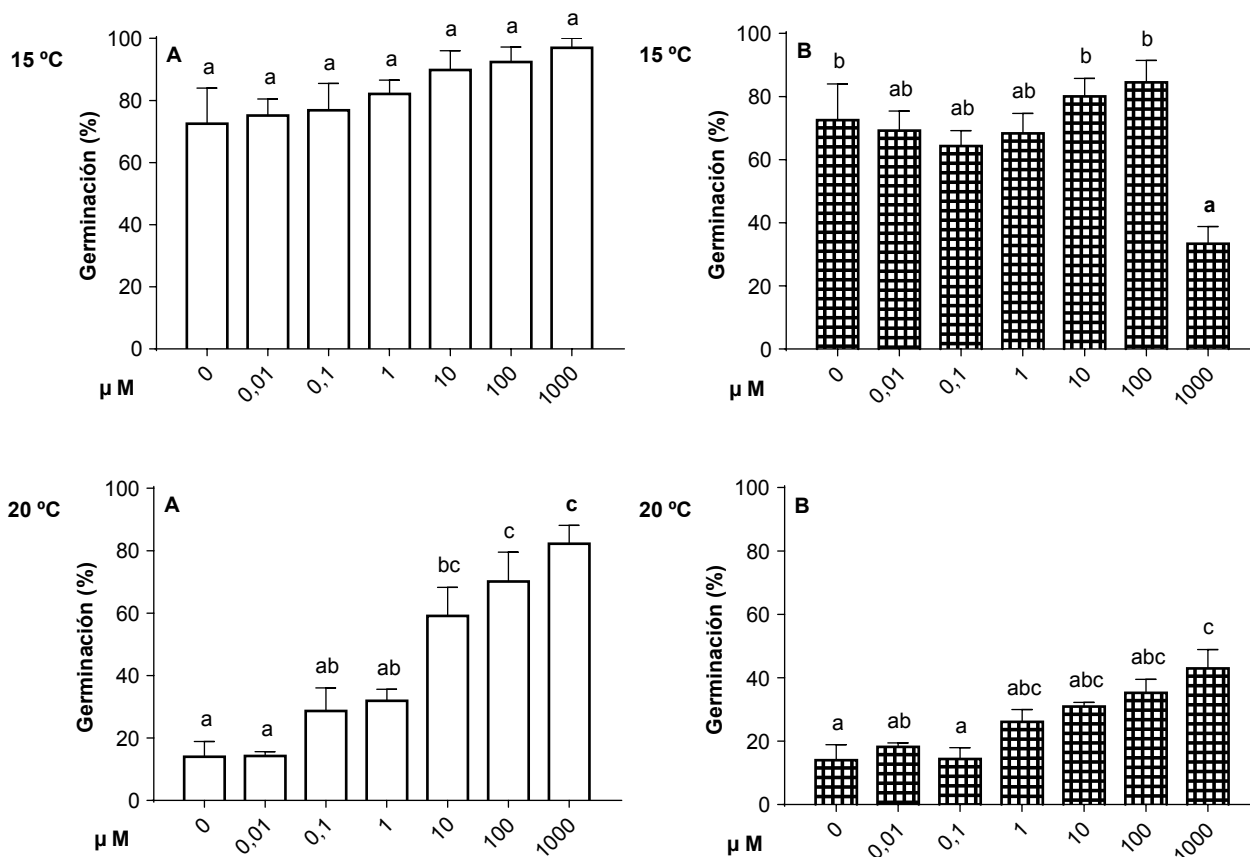 15 ºC
A
Germinación (%)
100
80
60
40
20
0
a a a a a a a
µ M
0 0,01 0,1 1 10 100 1000
15 ºC
B
Germinación (%)
100
80
60
40
20
0
b ab ab ab b b a
µ M
0 0,01 0,1 1 10 100 1000
20 ºC
A
Germinación (%)
100
80
60
40
20
0
a a ab ab bc c c
µ M
0 0,01 0,1 1 10 100 1000
20 ºC
B
Germinación (%)
100
80
60
40
20
0
a ab a abc abc abc c
µ M
0 0,01 0,1 1 10 100 1000